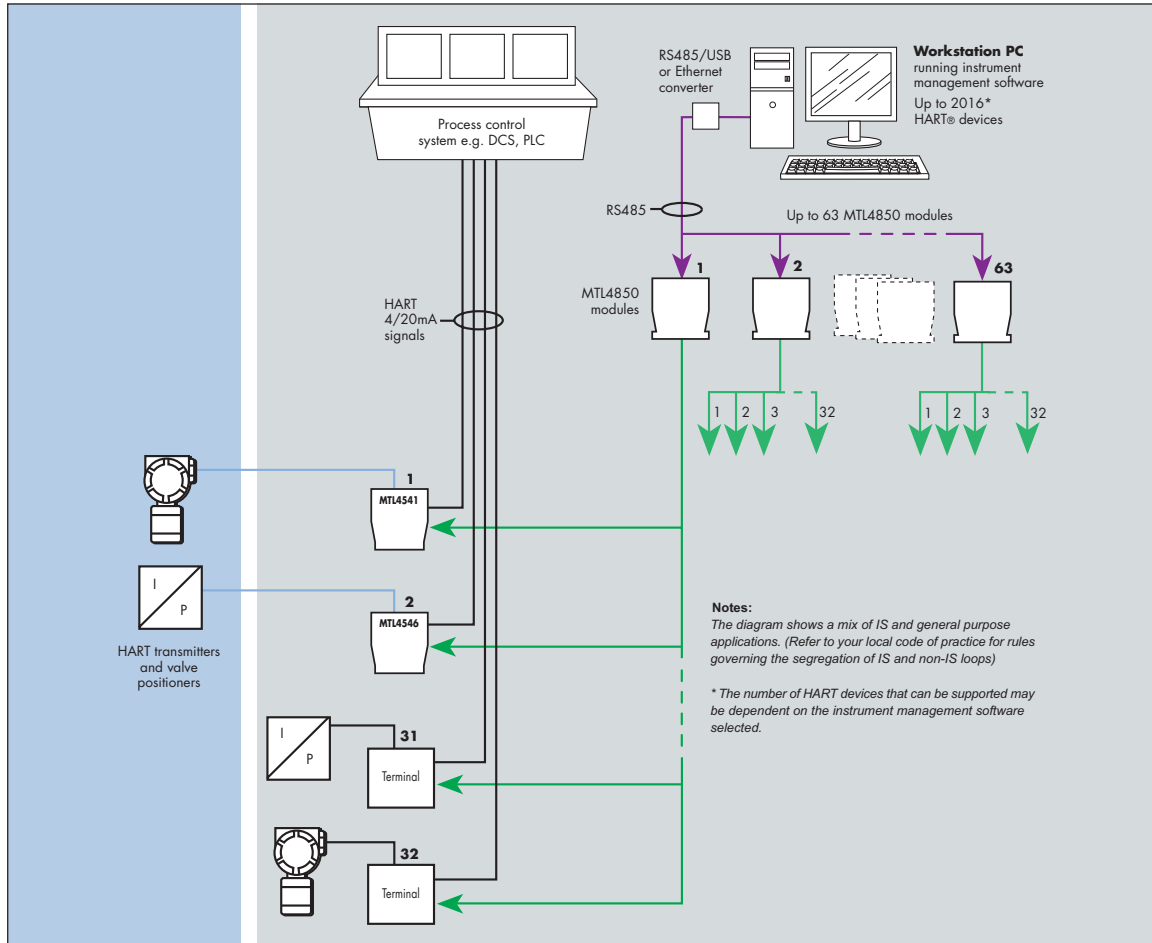 Process control
system e.g. DCS, PLC
RS485/USB
or Ethernet
converter
Workstation PC
running instrument
management software
Up to 2016*
HART® devices
RS485
Up to 63 MTL4850 modules
1
2
63
MTL4850
modules
HART
4/20mA
signals
1
2
3
32
1
2
3
32
1
MTL4541
2
MTL4546
I
P
HART transmitters
and valve
positioners
Notes:
The diagram shows a mix of IS and general purpose
applications. (Refer to your local code of practice for rules
governing the segregation of IS and non-IS loops)
* The number of HART devices that can be supported may
be dependent on the instrument management software
selected.
31
I
P
Terminal
32
Terminal